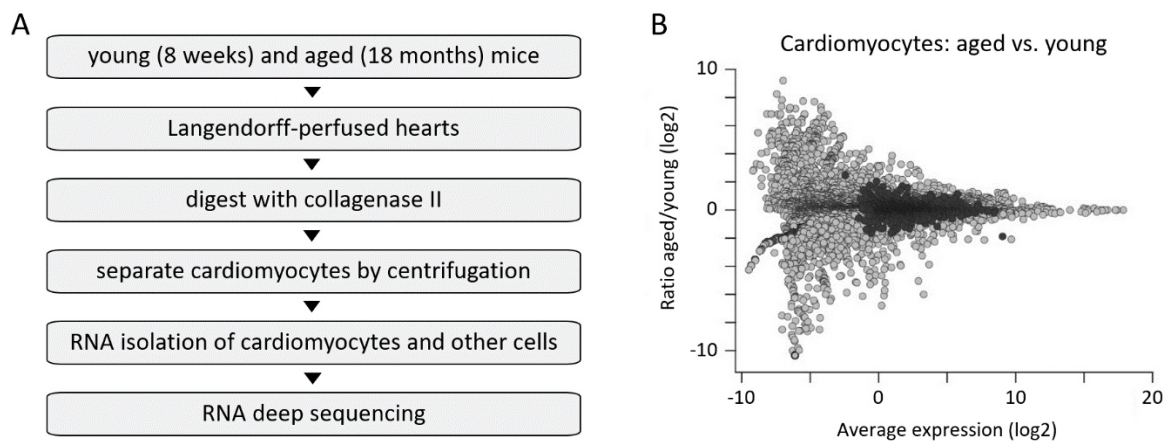 A
young (8 weeks) and aged (18 months) mice
Langendorff-perfused hearts
digest with collagenase II
separate cardiomyocytes by centrifugation
RNA isolation of cardiomyocytes and other cells
RNA deep sequencing
B
Cardiomyocytes: aged vs. young
Ratio aged/young (log2)
10
0
-10
-10 0 10 20
Average expression (log2)